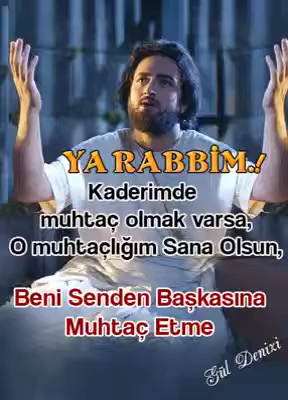 YA RABBİM.!
Kaderimde
muhtaç olmak varsa,
O muhtaçlığım Sana Olsun,
Beni Senden Başkasına
Muhtaç Etme
Gül Denizi